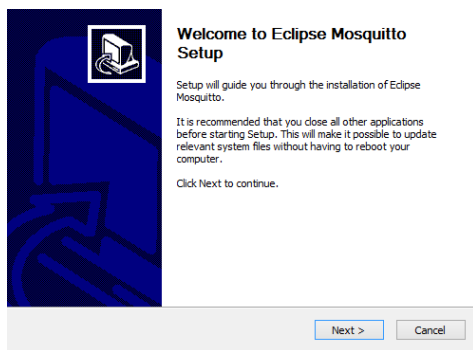 Welcome to Eclipse Mosquitto
Setup
Setup will guide you through the installation of Eclipse
Mosquitto.
It is recommended that you close all other applications
before starting Setup. This will make it possible to update
relevant system files without having to reboot your
computer.
Click Next to continue.
Next >
Cancel